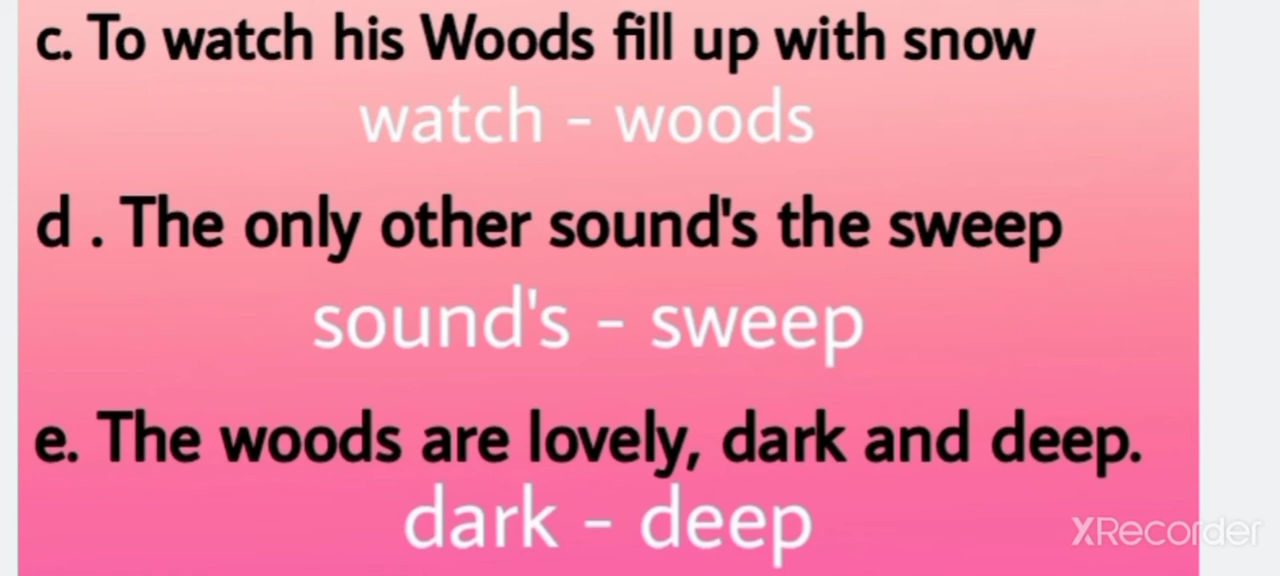 c. To watch his Woods fill up with snow
watch - woods
d . The only other sound's the sweep
sound's - sweep
e. The woods are lovely, dark and deep.
dark - deep
XRecorder